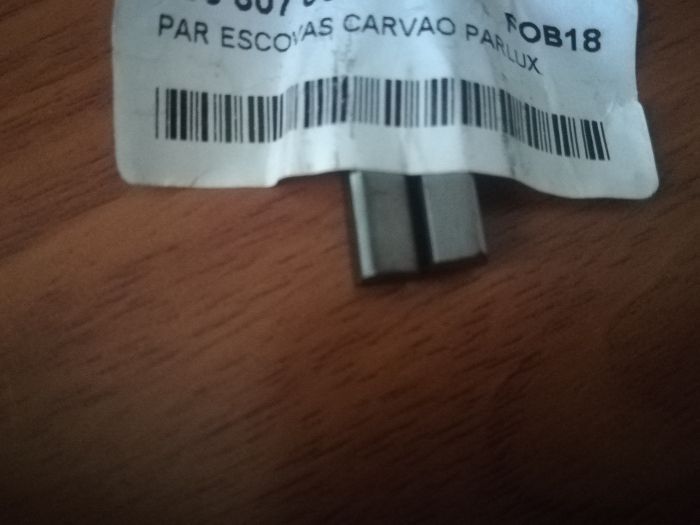 FOB18
PAR ESCOVAS CARVAO PARLUX